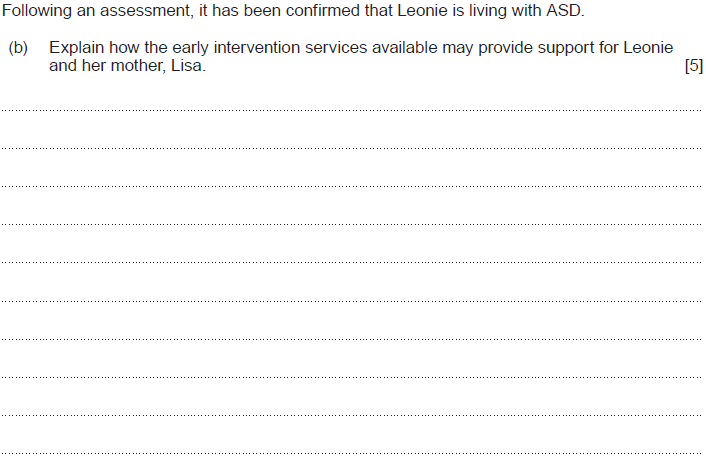 Following an assessment, it has been confirmed that Leonie is living with ASD.
(b) Explain how the early intervention services available may provide support for Leonie
and her mother, Lisa. [5]